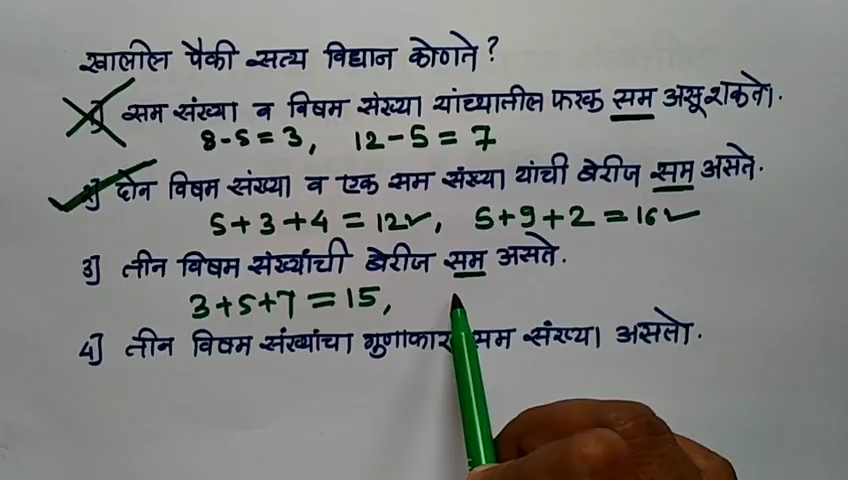 खालील पैकी सत्य विधान कोणते?
1] सम संख्या व विषम संख्या यांच्यातील फरक सम असू शकतो.
8-5=3, 12-5=7
2] दोन विषम संख्या व एक सम संख्या यांची बेरीज सम असते.
5+3+4=12✓, 5+9+2=16✓
3] तीन विषम संख्यांची बेरीज सम असते.
3+5+7=15,
4] तीन विषम संख्यांचा गुणाकार सम संख्या असतो.